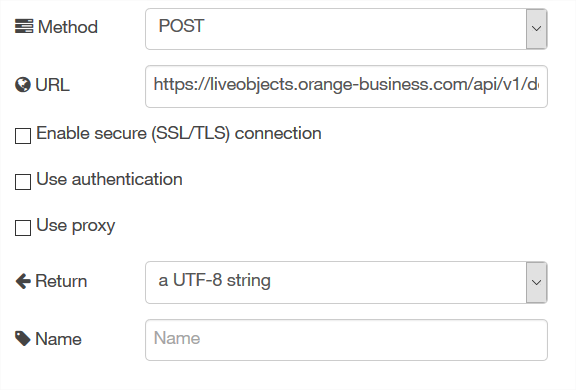 Method POST
URL https://liveobjects.orange-business.com/api/v1/de
Enable secure (SSL/TLS) connection
Use authentication
Use proxy
Return a UTF-8 string
Name Name